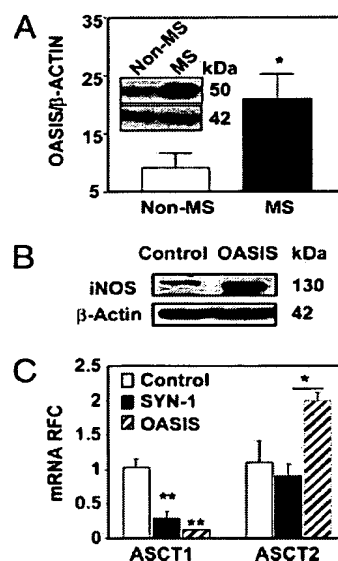 A
OASIS/β-ACTIN
35
25
15
5
Non-MS
MS
kDa
50
42
*
Non-MS
MS
B
Control OASIS kDa
iNOS
130
β-Actin
42
C
mRNA RFC
2.5
2
1.5
1
0.5
0
Control
SYN-1
OASIS
**
**
*
ASCT1
ASCT2